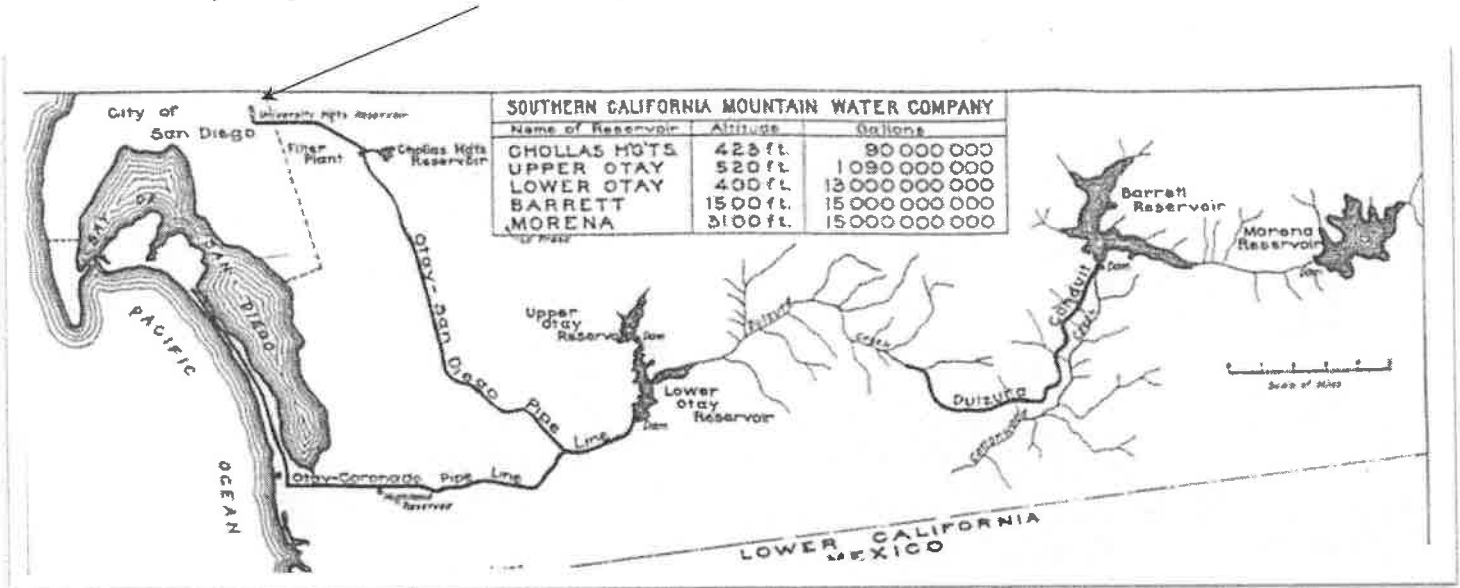 City of
San Diego
University Hgts Reservoir
Filter
Plant
Chollas Hgts
Reservoir
SOUTHERN CALIFORNIA MOUNTAIN WATER COMPANY
Name of Reservoir Altitude Gallons
CHOLLAS HGTS. 423 ft. 90 000 000
UPPER OTAY 520 ft. 1 090 000 000
LOWER OTAY 400 ft. 13 000 000 000
BARRETT 1500 ft. 15 000 000 000
MORENA 3100 ft. 15 000 000 000
Barrett
Reservoir
Morena
Reservoir
Dam
Dam
BAY OF SAN DIEGO
PACIFIC
OCEAN
Otay-San Diego Pipe Line
Upper
Otay
Reservoir
Dam
Lower
Otay
Reservoir
Dam
Dulzura Creek
Dulzura Conduit
Cottonwood Creek
Scale of Miles
Otay-Coronado Pipe Line
Reservoir
LOWER CALIFORNIA
MEXICO